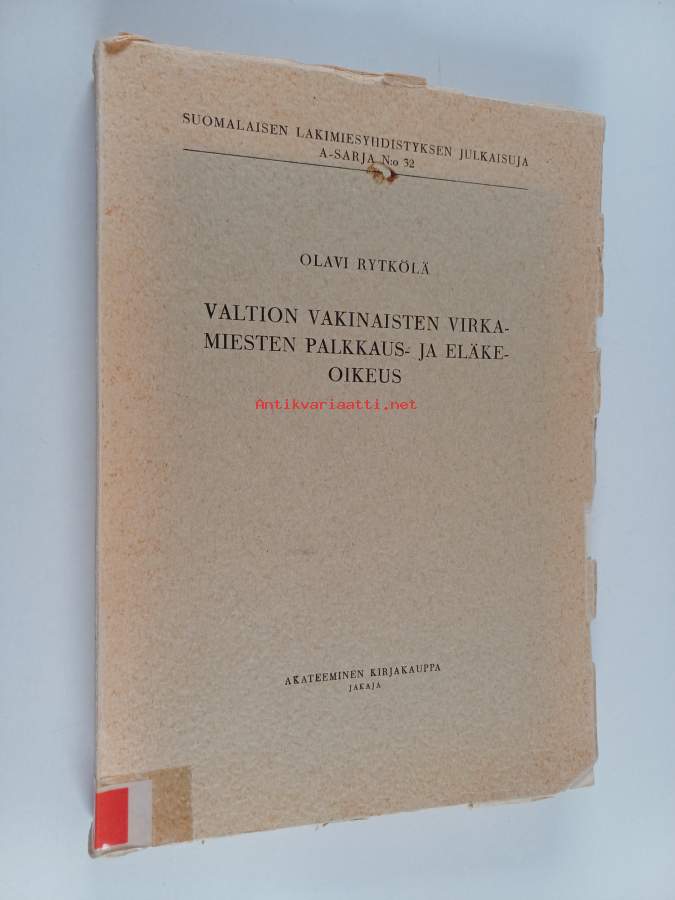 SUOMALAISEN LAKIMIESYHDISTYKSEN JULKAISUJA
A-SARJA N:o 32
OLAVI RYTKÖLÄ
VALTION VAKINAISTEN VIRKA-
MIESTEN PALKKAUS- JA ELÄKE-
OIKEUS
Antikvariaatti.net
AKATEEMINEN KIRJAKAUPPA
JAKAJA